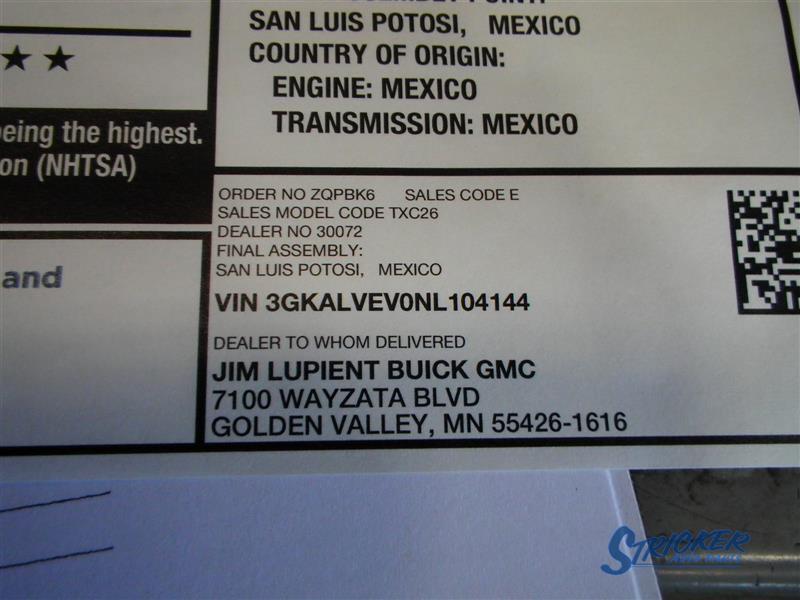 SAN LUIS POTOSI, MEXICO
COUNTRY OF ORIGIN:
ENGINE: MEXICO
TRANSMISSION: MEXICO
being the highest.
on (NHTSA)
and
ORDER NO ZQPBK6 SALES CODE E
SALES MODEL CODE TXC26
DEALER NO 30072
FINAL ASSEMBLY:
SAN LUIS POTOSI, MEXICO
VIN 3GKALVEV0NL104144
DEALER TO WHOM DELIVERED
JIM LUPIENT BUICK GMC
7100 WAYZATA BLVD
GOLDEN VALLEY, MN 55426-1616
STRICKER
AUTO PARTS